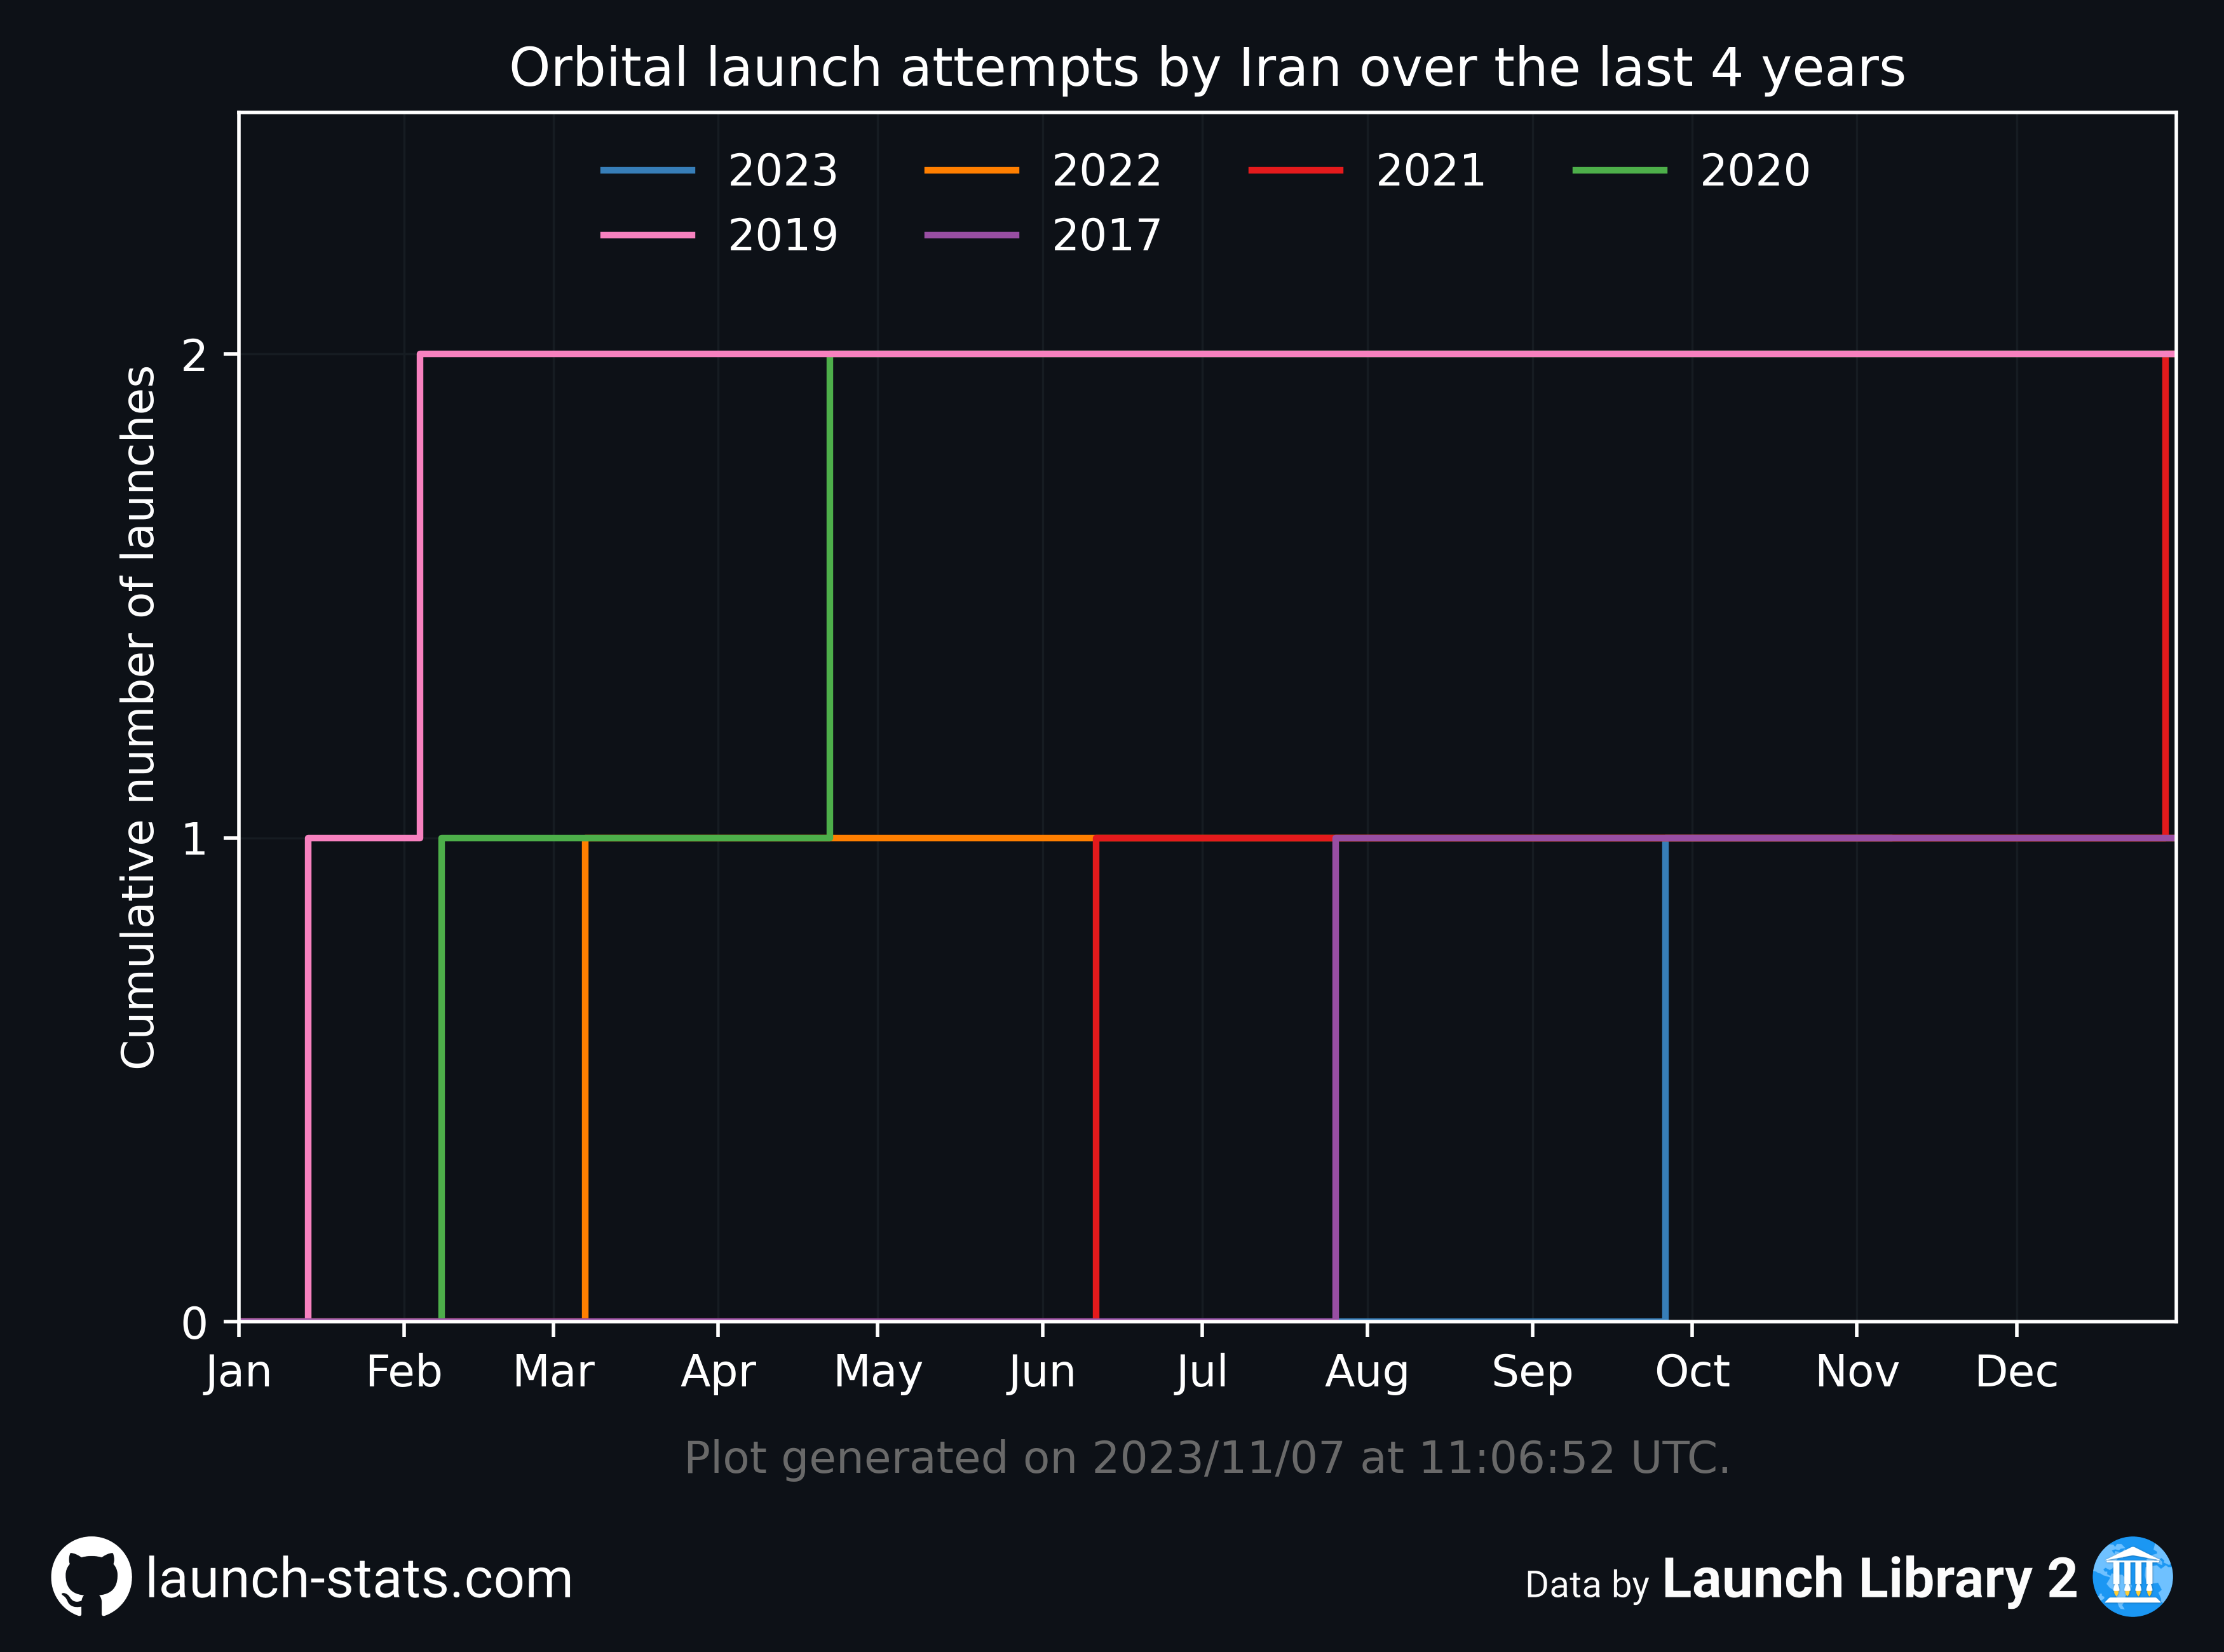 Orbital launch attempts by Iran over the last 4 years
2023 2022 2021 2020
2019 2017
Cumulative number of launches
2
1
0
Jan Feb Mar Apr May Jun Jul Aug Sep Oct Nov Dec
Plot generated on 2023/11/07 at 11:06:52 UTC.
launch-stats.com
Data by Launch Library 2